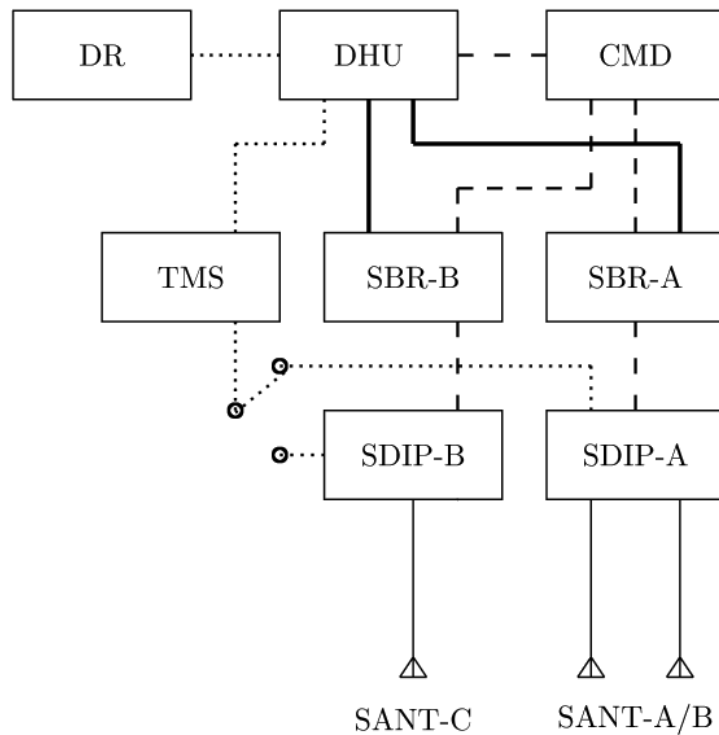 DR
DHU
CMD
TMS
SBR-B
SBR-A
SDIP-B
SDIP-A
SANT-C
SANT-A/B